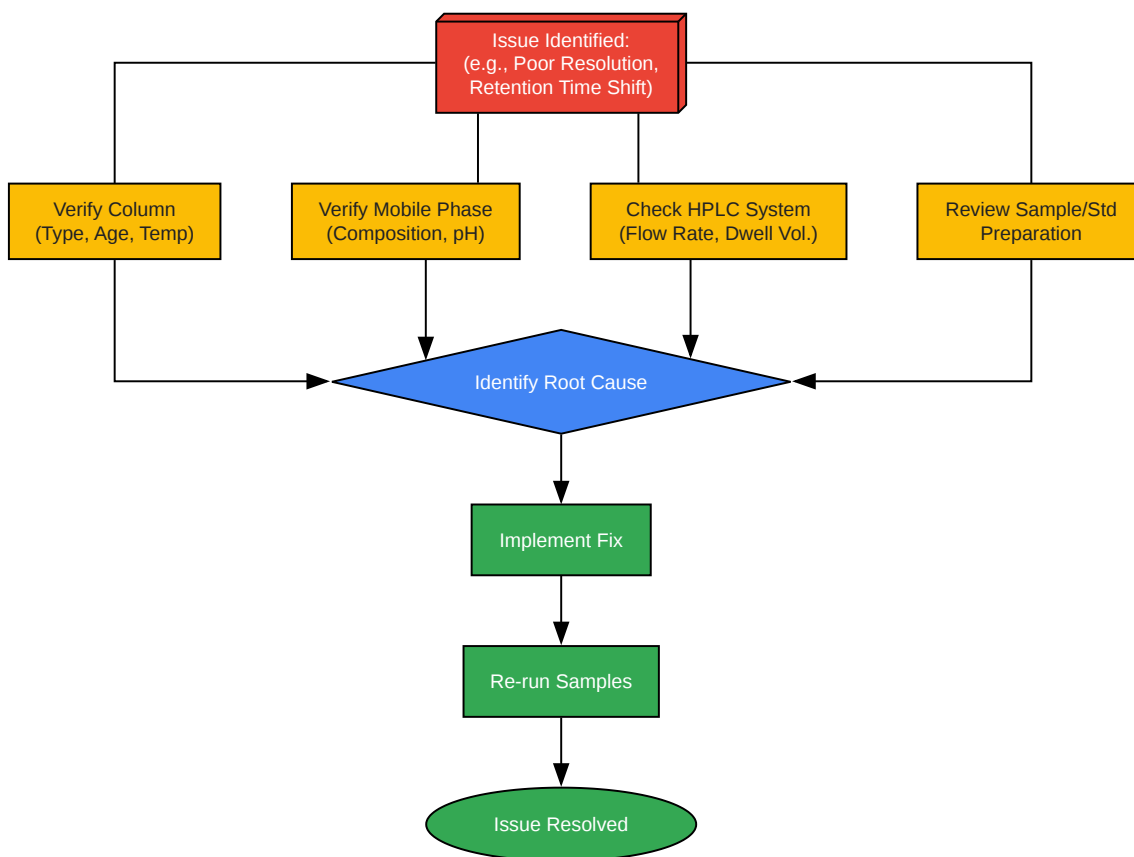 Issue Identified:
(e.g., Poor Resolution,
Retention Time Shift)
Verify Column
(Type, Age, Temp)
Verify Mobile Phase
(Composition, pH)
Check HPLC System
(Flow Rate, Dwell Vol.)
Review Sample/Std
Preparation
Identify Root Cause
Implement Fix
Re-run Samples
Issue Resolved